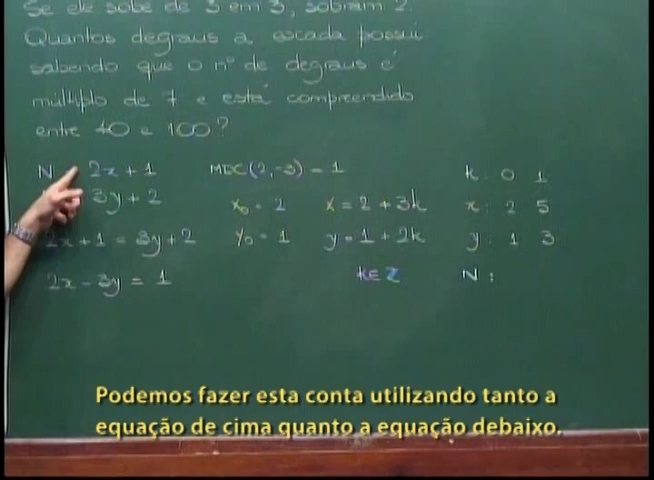 Se ele sobe de 3 em 3, sobram 2.
Quantos degraus a escada possui
sabendo que o nº de degraus é
múltiplo de 7 e está compreendido
entre 40 e 100?
N 2x + 1
3y + 2
2x + 1 = 3y + 2
2x - 3y = 1
MDC(2,-3) = 1
x₀ = 2 x = 2 + 3k
y₀ = 1 y = 1 + 2k
k ∈ Z
k : 0 1
x : 2 5
y : 1 3
N :
Podemos fazer esta conta utilizando tanto a
equação de cima quanto a equação debaixo.